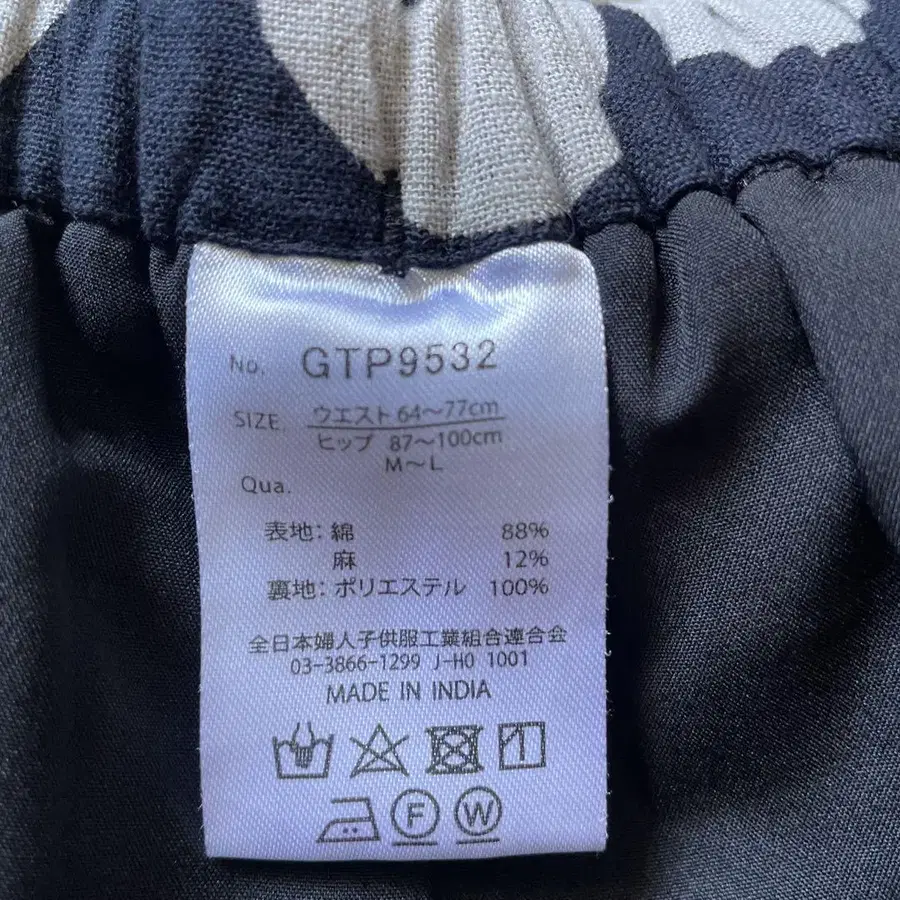 No. GTP9532
SIZE. ウエスト 64〜77cm
ヒップ 87〜100cm
M〜L
Qua.
表地: 綿 88%
麻 12%
裏地: ポリエステル 100%
全日本婦人子供服工業組合連合会
03-3866-1299 J-H0 1001
MADE IN INDIA
F W